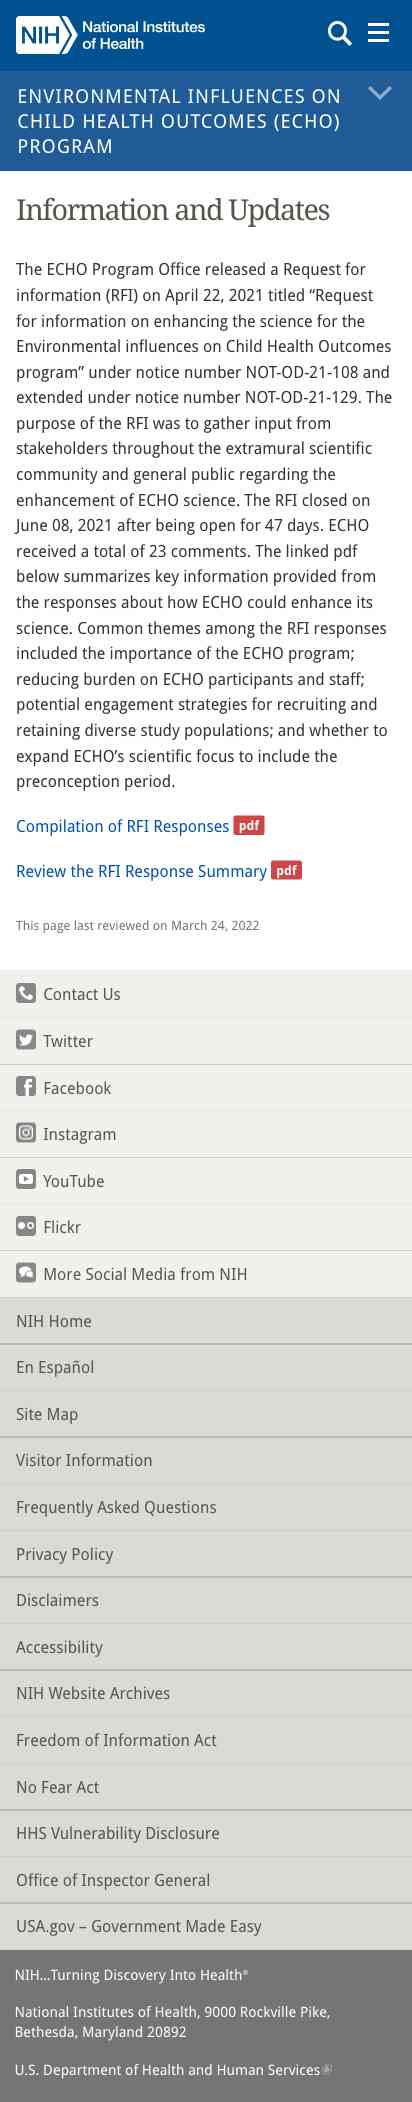 NIH National Institutes
of Health
ENVIRONMENTAL INFLUENCES ON
CHILD HEALTH OUTCOMES (ECHO)
PROGRAM
Information and Updates
The ECHO Program Office released a Request for
information (RFI) on April 22, 2021 titled “Request
for information on enhancing the science for the
Environmental influences on Child Health Outcomes
program” under notice number NOT-OD-21-108 and
extended under notice number NOT-OD-21-129. The
purpose of the RFI was to gather input from
stakeholders throughout the extramural scientific
community and general public regarding the
enhancement of ECHO science. The RFI closed on
June 08, 2021 after being open for 47 days. ECHO
received a total of 23 comments. The linked pdf
below summarizes key information provided from
the responses about how ECHO could enhance its
science. Common themes among the RFI responses
included the importance of the ECHO program;
reducing burden on ECHO participants and staff;
potential engagement strategies for recruiting and
retaining diverse study populations; and whether to
expand ECHO’s scientific focus to include the
preconception period.
Compilation of RFI Responses pdf
Review the RFI Response Summary pdf
This page last reviewed on March 24, 2022
Contact Us
Twitter
Facebook
Instagram
YouTube
Flickr
More Social Media from NIH
NIH Home
En Español
Site Map
Visitor Information
Frequently Asked Questions
Privacy Policy
Disclaimers
Accessibility
NIH Website Archives
Freedom of Information Act
No Fear Act
HHS Vulnerability Disclosure
Office of Inspector General
USA.gov – Government Made Easy
NIH…Turning Discovery Into Health®
National Institutes of Health, 9000 Rockville Pike,
Bethesda, Maryland 20892
U.S. Department of Health and Human Services